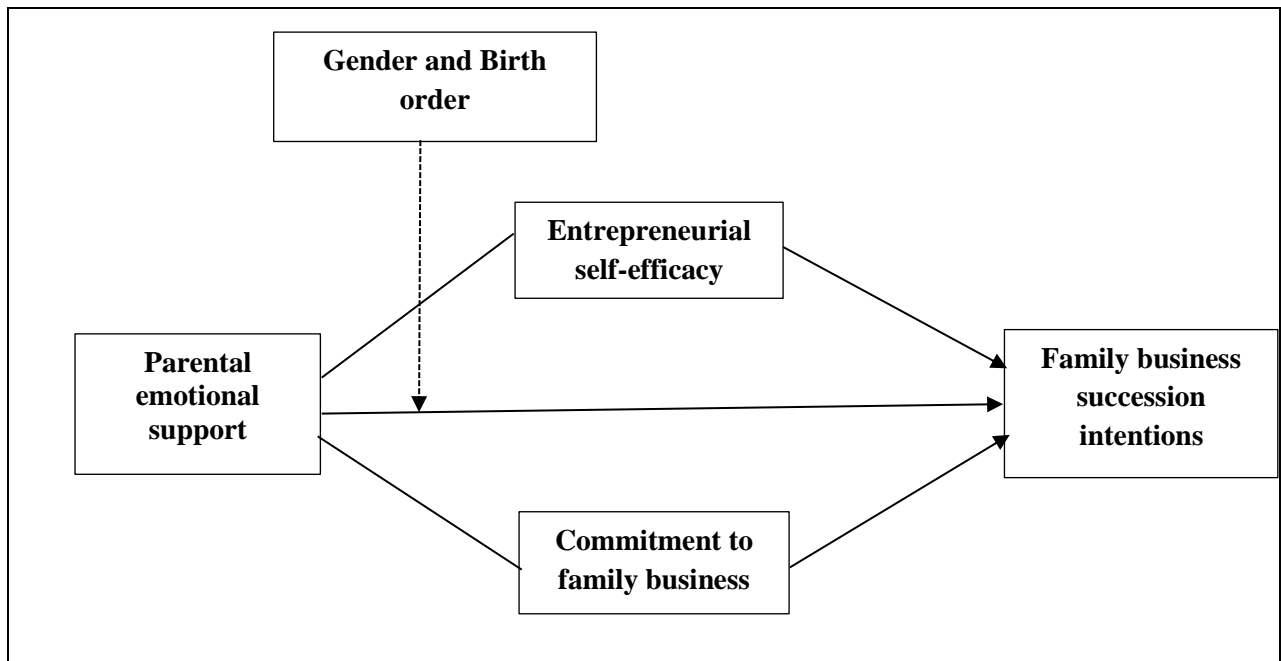 Gender and Birth
order
Entrepreneurial
self-efficacy
Parental
emotional
support
Family business
succession
intentions
Commitment to
family business